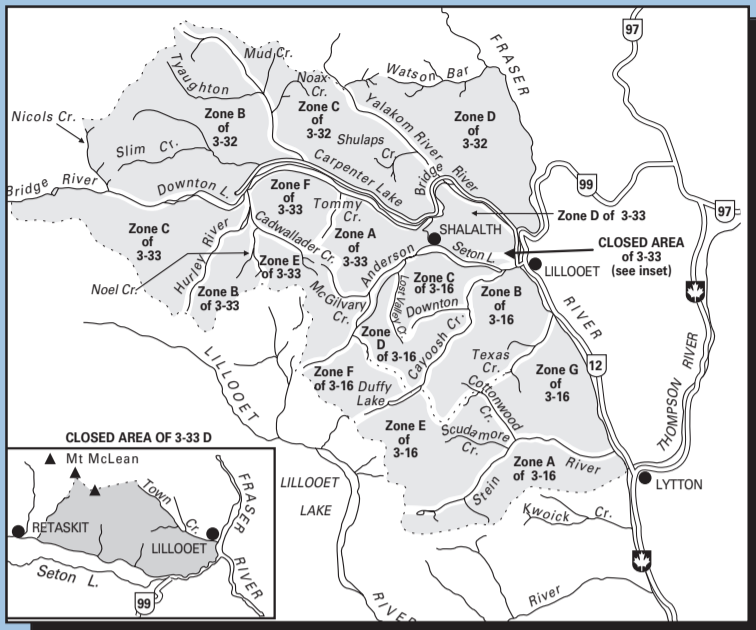 97
Mud Cr.
Tyaughton
Noax
Cr.
Watson Bar
FRASER
Nicols Cr.
Zone B
of
3-32
Zone C
of
3-32
Yalakom River
Zone D
of
3-32
Slim Cr.
Shulaps
Cr.
Bridge River
Downton L.
Carpenter Lake
Bridge River
99
97
Zone F
of
3-33
Tommy
Cr.
Zone D of 3-33
Zone C
of
3-33
Hurley River
Cadwallader Cr.
Zone A
of
3-33
Anderson
SHALALTH
Seton L.
CLOSED AREA
of 3-33
(see inset)
LILLOOET
Noel Cr.
Zone B
of 3-33
Zone E
of 3-33
McGilvary
Cr.
Lost Valley Cr.
Zone C
of 3-16
Downton
Zone B
of
3-16
RIVER
Zone
D
of 3-16
Cayoosh Cr.
LILLOOET
Zone F
of 3-16
Duffy
Lake
Texas
Cr.
Zone G
of
3-16
12
THOMPSON RIVER
Cottonwood
Cr.
Zone E
of
3-16
Scudamore
Cr.
Zone A
of 3-16
River
Stein
LYTTON
LILLOOET
LAKE
Kwoick Cr.
River
RIVER
CLOSED AREA OF 3-33 D
Mt McLean
Town
Cr.
FRASER
RETASKIT
LILLOOET
RIVER
Seton L.
99